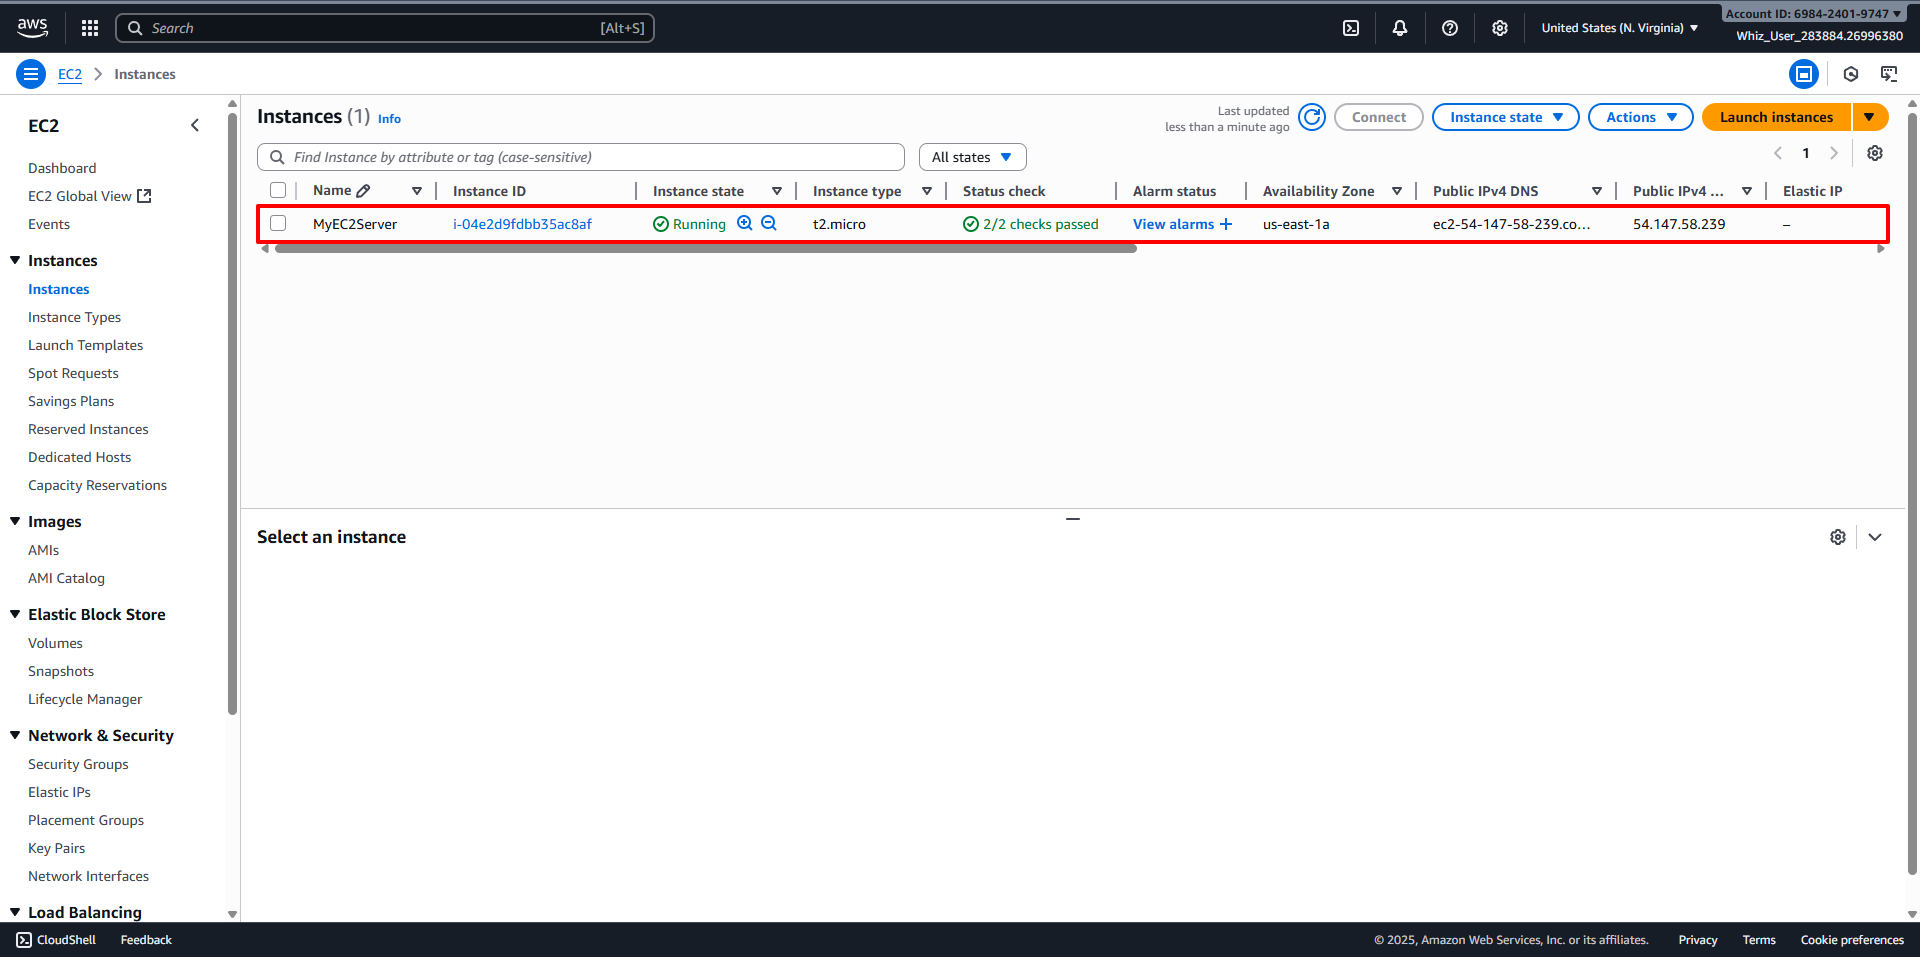 aws
Search [Alt+S]
United States (N. Virginia)
Account ID: 6984-2401-9747
Whiz_User_283884.26996380
EC2 Instances
EC2
Dashboard
EC2 Global View
Events
Instances
Instances
Instance Types
Launch Templates
Spot Requests
Savings Plans
Reserved Instances
Dedicated Hosts
Capacity Reservations
Images
AMIs
AMI Catalog
Elastic Block Store
Volumes
Snapshots
Lifecycle Manager
Network & Security
Security Groups
Elastic IPs
Placement Groups
Key Pairs
Network Interfaces
Load Balancing
Instances (1) Info
Last updated
less than a minute ago
Connect
Instance state
Actions
Launch instances
Find Instance by attribute or tag (case-sensitive)
All states
1
Name Instance ID Instance state Instance type Status check Alarm status Availability Zone Public IPv4 DNS Public IPv4 ... Elastic IP
MyEC2Server i-04e2d9fdbb35ac8af Running t2.micro 2/2 checks passed View alarms + us-east-1a ec2-54-147-58-239.co... 54.147.58.239 –
Select an instance
CloudShell Feedback
© 2025, Amazon Web Services, Inc. or its affiliates. Privacy Terms Cookie preferences